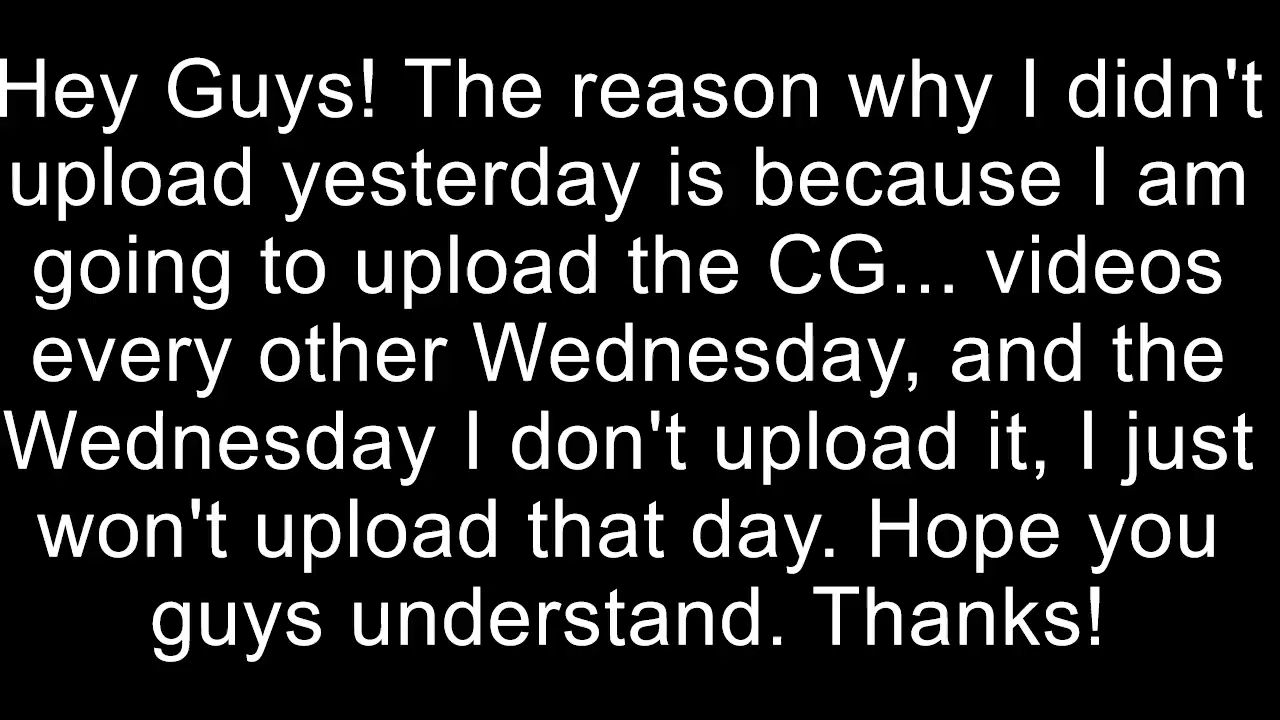 Hey Guys! The reason why I didn't
upload yesterday is because I am
going to upload the CG... videos
every other Wednesday, and the
Wednesday I don't upload it, I just
won't upload that day. Hope you
guys understand. Thanks!